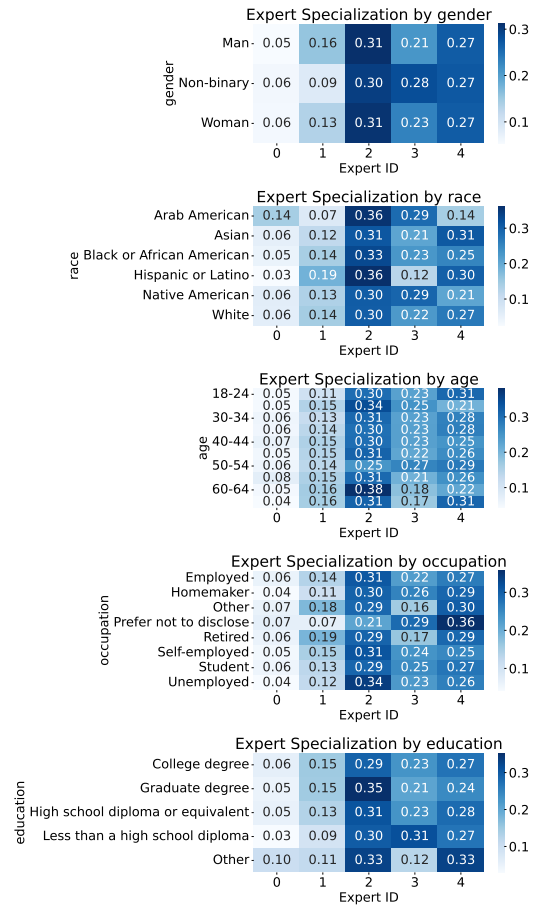 Expert Specialization by gender
Man 0.05 0.16 0.31 0.21 0.27
Non-binary 0.06 0.09 0.30 0.28 0.27
Woman 0.06 0.13 0.31 0.23 0.27
0 1 2 3 4
Expert ID
gender
0.3
0.2
0.1
Expert Specialization by race
Arab American 0.14 0.07 0.36 0.29 0.14
Asian 0.06 0.12 0.31 0.21 0.31
Black or African American 0.05 0.14 0.33 0.23 0.25
Hispanic or Latino 0.03 0.19 0.36 0.12 0.30
Native American 0.06 0.13 0.30 0.29 0.21
White 0.06 0.14 0.30 0.22 0.27
0 1 2 3 4
Expert ID
race
0.3
0.2
0.1
Expert Specialization by age
18-24 0.05 0.11 0.30 0.23 0.31
0.05 0.15 0.34 0.25 0.21
30-34 0.06 0.13 0.31 0.23 0.28
0.06 0.14 0.30 0.23 0.28
40-44 0.07 0.15 0.30 0.23 0.25
0.05 0.15 0.31 0.22 0.26
50-54 0.06 0.14 0.25 0.27 0.29
0.08 0.15 0.31 0.21 0.26
60-64 0.05 0.16 0.38 0.18 0.22
0.04 0.16 0.31 0.17 0.31
0 1 2 3 4
Expert ID
age
0.3
0.2
0.1
Expert Specialization by occupation
Employed 0.06 0.14 0.31 0.22 0.27
Homemaker 0.04 0.11 0.30 0.26 0.29
Other 0.07 0.18 0.29 0.16 0.30
Prefer not to disclose 0.07 0.07 0.21 0.29 0.36
Retired 0.06 0.19 0.29 0.17 0.29
Self-employed 0.05 0.15 0.31 0.24 0.25
Student 0.06 0.13 0.29 0.25 0.27
Unemployed 0.04 0.12 0.34 0.23 0.26
0 1 2 3 4
Expert ID
occupation
0.3
0.2
0.1
Expert Specialization by education
College degree 0.06 0.15 0.29 0.23 0.27
Graduate degree 0.05 0.15 0.35 0.21 0.24
High school diploma or equivalent 0.05 0.13 0.31 0.23 0.28
Less than a high school diploma 0.03 0.09 0.30 0.31 0.27
Other 0.10 0.11 0.33 0.12 0.33
0 1 2 3 4
Expert ID
education
0.3
0.2
0.1